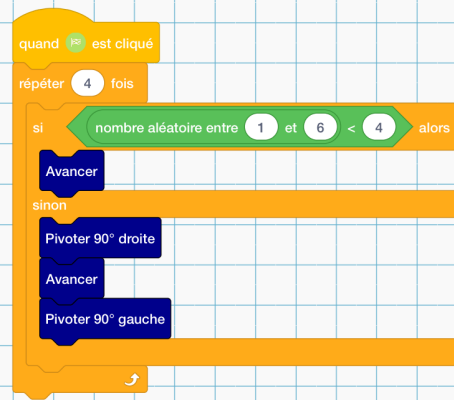 quand est cliqué
répéter 4 fois
si nombre aléatoire entre 1 et 6 < 4 alors
Avancer
sinon
Pivoter 90° droite
Avancer
Pivoter 90° gauche